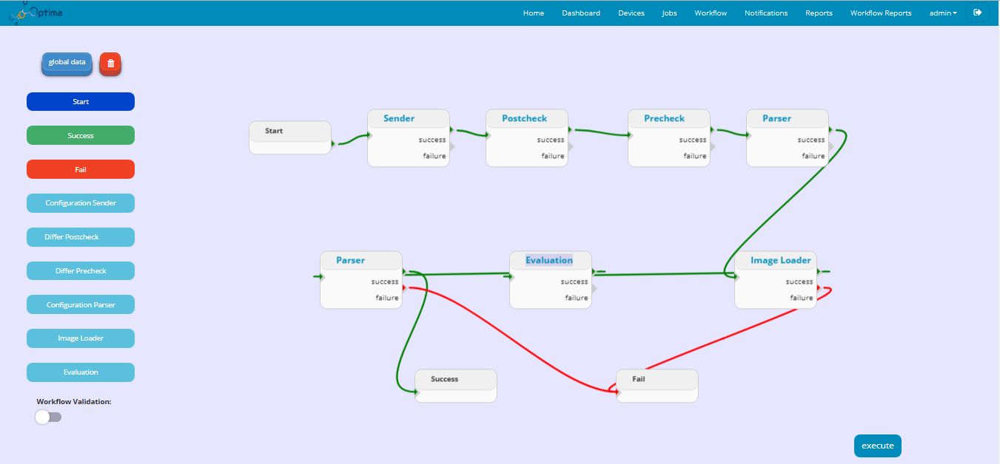 Optima
Home Dashboard Devices Jobs Workflow Notifications Reports Workflow Reports admin
global data
Start
Success
Fail
Configuration Sender
Differ Postcheck
Differ Precheck
Configuration Parser
Image Loader
Evaluation
Workflow Validation:
Start
Sender
success
failure
Postcheck
success
failure
Precheck
success
failure
Parser
success
failure
Parser
success
failure
Evaluation
success
failure
Image Loader
success
failure
Success
Fail
execute